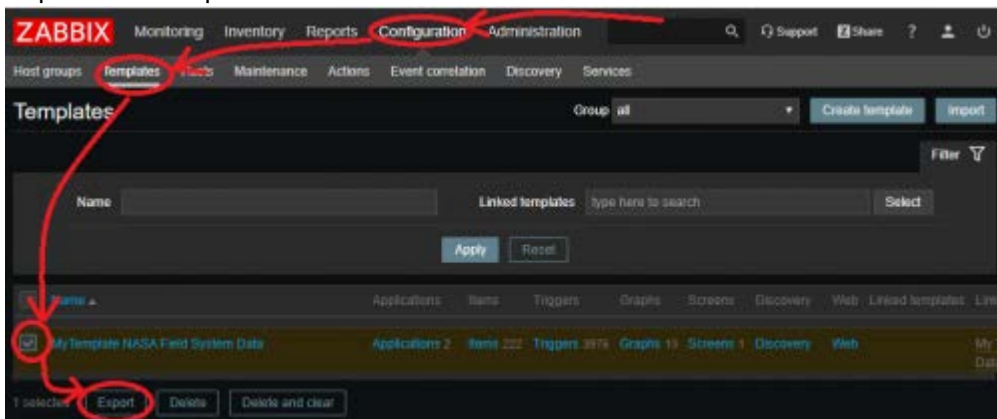 ZABBIX Monitoring Inventory Reports Configuration Administration Support Share ?
Host groups Templates Hosts Maintenance Actions Event correlation Discovery Services
Templates Group all Create template Import
Filter
Name Linked templates type here to search Select
Apply Reset
Name Applications Items Triggers Graphs Screens Discovery Web Linked templates
MyTemplate NASA Field System Data Applications 2 Items 222 Triggers Graphs Screens 1 Discovery Web My
1 selected Export Delete Delete and clear